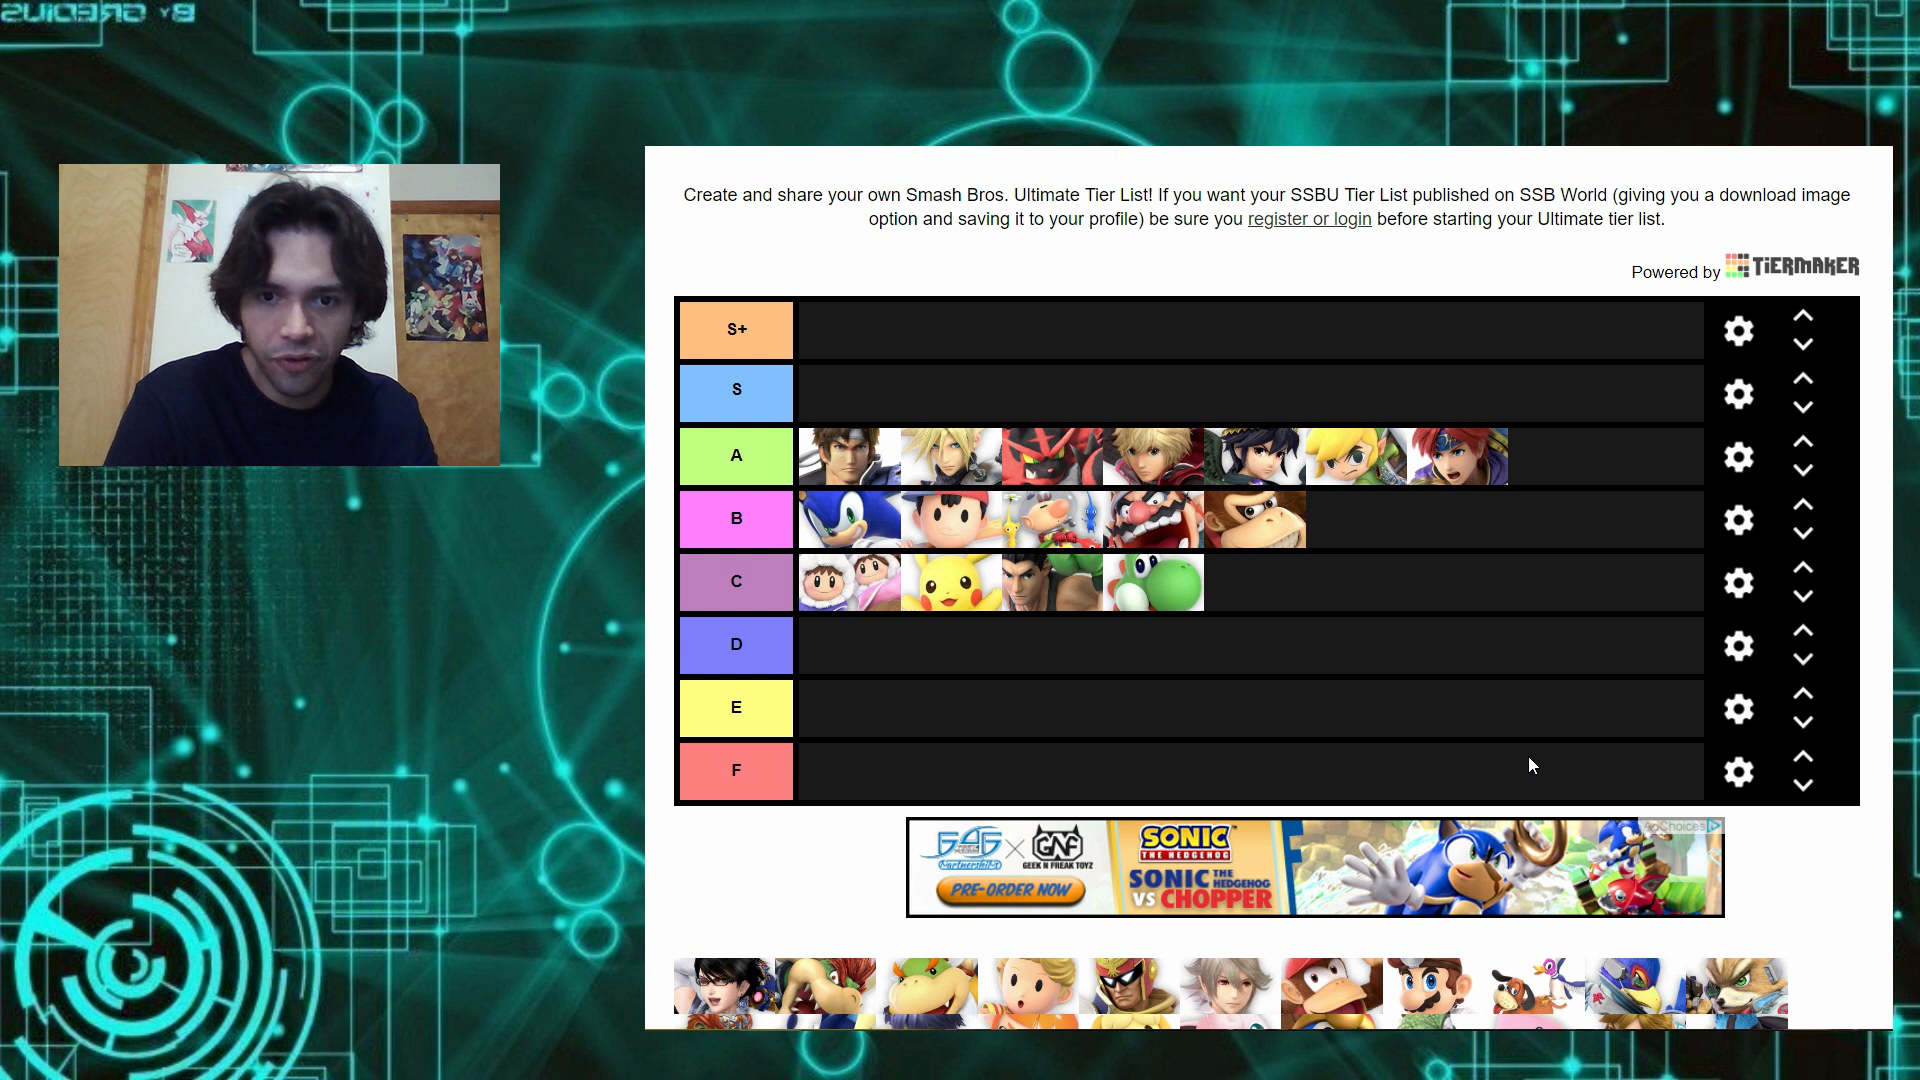 BY GREDIUS
Create and share your own Smash Bros. Ultimate Tier List! If you want your SSBU Tier List published on SSB World (giving you a download image
option and saving it to your profile) be sure you register or login before starting your Ultimate tier list.
Powered by TiERMAKER
S+
S
A
B
C
D
E
F
AdChoices
GEEK N FREAK TOYZ
PRE-ORDER NOW
SONIC
THE HEDGEHOG
SONIC THE HEDGEHOG
VS CHOPPER